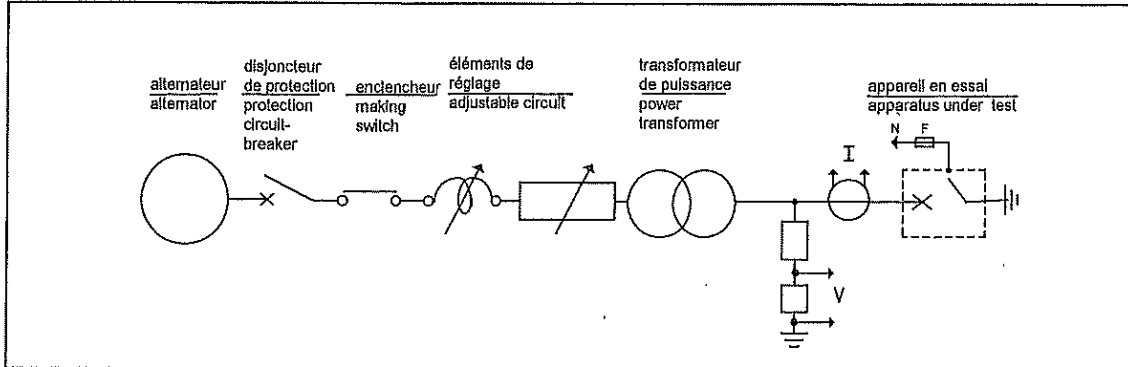 alternateur
alternator
disjoncteur
de protection
protection
circuit-
breaker
enclencheur
making
switch
éléments de
réglage
adjustable circuit
transformateur
de puissance
power
transformer
appareil en essai
apparatus under test
N F
I
V